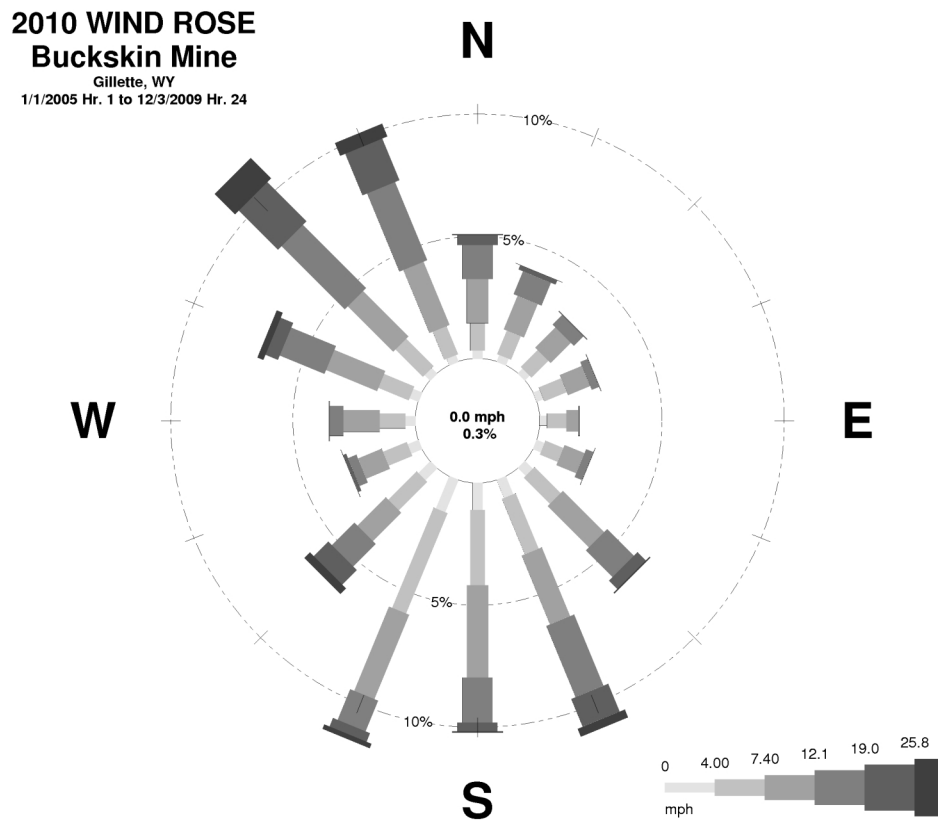 2010 WIND ROSE
Buckskin Mine
Gillette, WY
1/1/2005 Hr. 1 to 12/3/2009 Hr. 24
N
10%
5%
W
0.0 mph
0.3%
E
5%
10%
S
0 4.00 7.40 12.1 19.0 25.8
mph